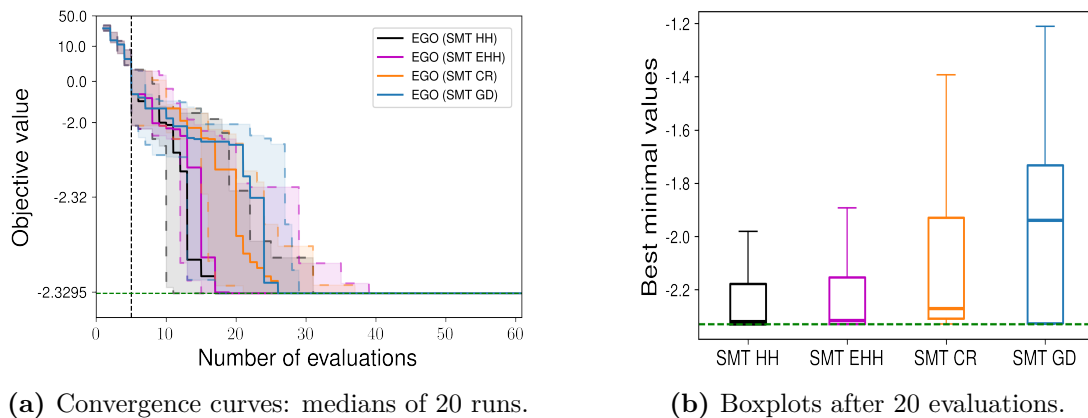 50.0
10.0
0.0
-2.0
-2.32
-2.3295
Objective value
EGO (SMT HH)
EGO (SMT EHH)
EGO (SMT CR)
EGO (SMT GD)
0 10 20 30 40 50 60
Number of evaluations
(a) Convergence curves: medians of 20 runs.
-1.2
-1.4
-1.6
-1.8
-2.0
-2.2
Best minimal values
SMT HH SMT EHH SMT CR SMT GD
(b) Boxplots after 20 evaluations.